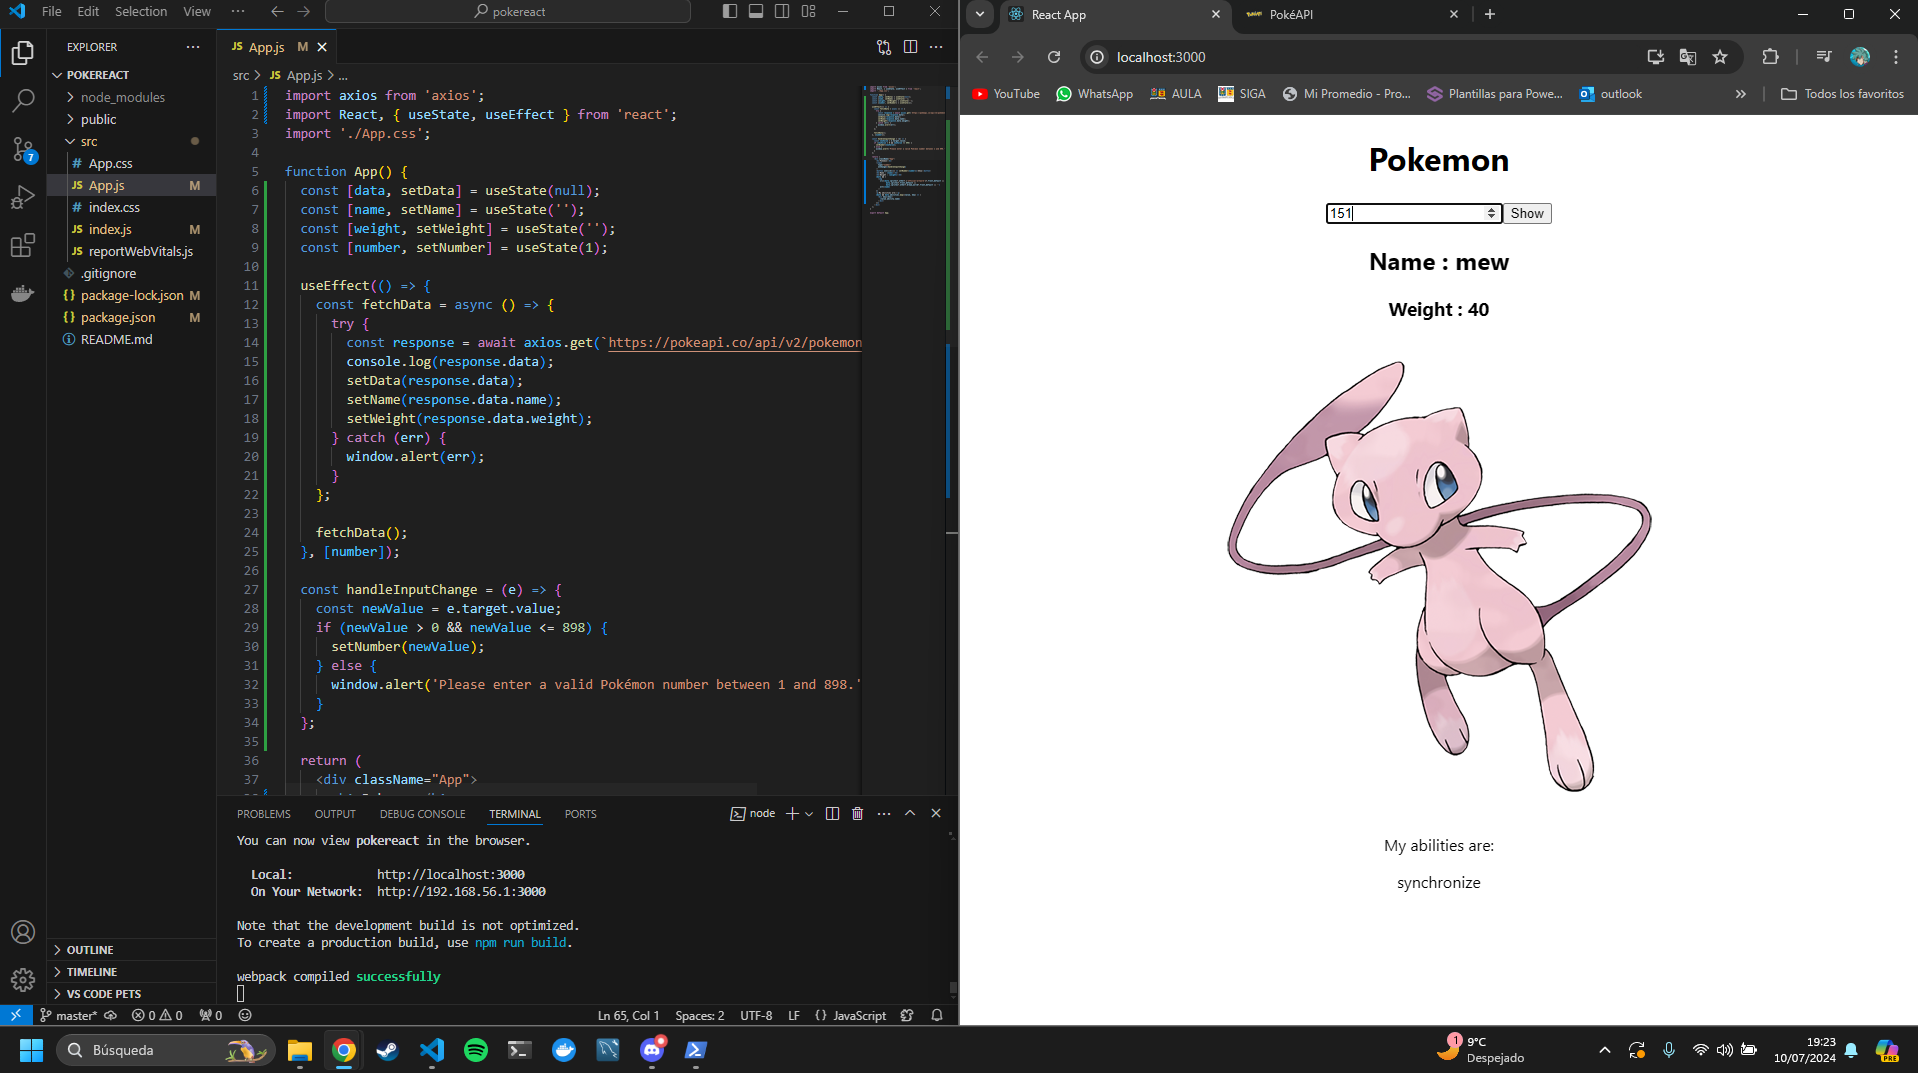 File Edit Selection View ··· pokereact
EXPLORER ···
POKEREACT
node_modules
public
src
# App.css
JS App.js M
# index.css
JS index.js M
JS reportWebVitals.js
.gitignore
{} package-lock.json M
{} package.json M
README.md
OUTLINE
TIMELINE
VS CODE PETS
7
JS App.js M
src > JS App.js > ...
1 import axios from 'axios';
2 import React, { useState, useEffect } from 'react';
3 import './App.css';
4
5 function App() {
6 const [data, setData] = useState(null);
7 const [name, setName] = useState('');
8 const [weight, setWeight] = useState('');
9 const [number, setNumber] = useState(1);
10
11 useEffect(() => {
12 const fetchData = async () => {
13 try {
14 const response = await axios.get(`https://pokeapi.co/api/v2/pokemon
15 console.log(response.data);
16 setData(response.data);
17 setName(response.data.name);
18 setWeight(response.data.weight);
19 } catch (err) {
20 window.alert(err);
21 }
22 };
23
24 fetchData();
25 }, [number]);
26
27 const handleInputChange = (e) => {
28 const newValue = e.target.value;
29 if (newValue > 0 && newValue <= 898) {
30 setNumber(newValue);
31 } else {
32 window.alert('Please enter a valid Pokémon number between 1 and 898.'
33 }
34 };
35
36 return (
37 <div className="App">
PROBLEMS OUTPUT DEBUG CONSOLE TERMINAL PORTS node
You can now view pokereact in the browser.
Local: http://localhost:3000
On Your Network: http://192.168.56.1:3000
Note that the development build is not optimized.
To create a production build, use npm run build.
webpack compiled successfully
master* 0 0 0 Ln 65, Col 1 Spaces: 2 UTF-8 LF {} JavaScript
React App PokéAPI
localhost:3000
YouTube WhatsApp AULA SIGA Mi Promedio - Pro... Plantillas para Powe... outlook » Todos los favoritos
Pokemon
151 Show
Name : mew
Weight : 40
My abilities are:
synchronize
Búsqueda
1 9°C
Despejado
19:23
10/07/2024
PRE